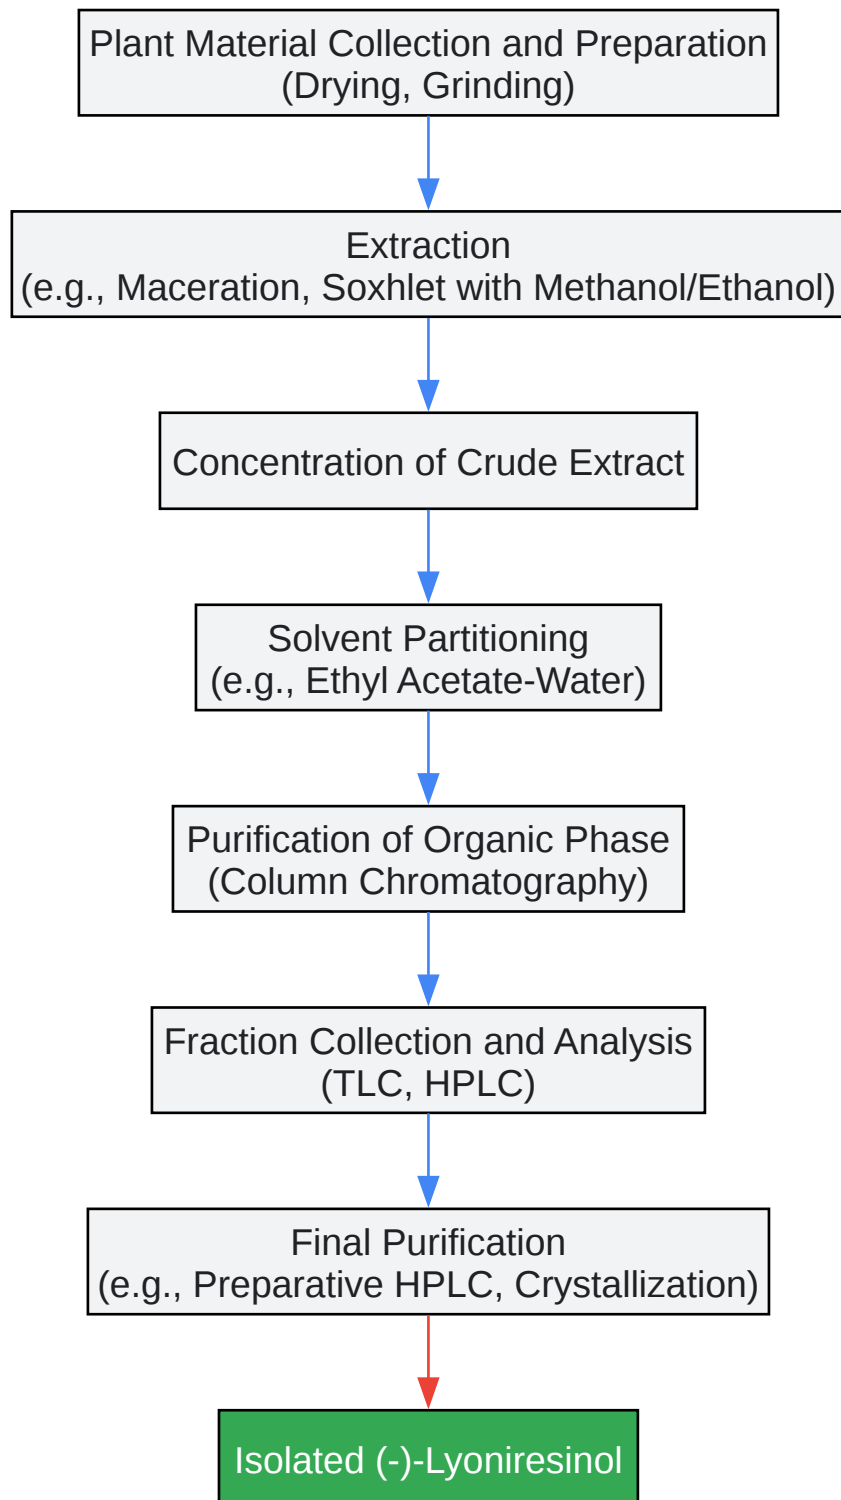 Plant Material Collection and Preparation
(Drying, Grinding)
Extraction
(e.g., Maceration, Soxhlet with Methanol/Ethanol)
Concentration of Crude Extract
Solvent Partitioning
(e.g., Ethyl Acetate-Water)
Purification of Organic Phase
(Column Chromatography)
Fraction Collection and Analysis
(TLC, HPLC)
Final Purification
(e.g., Preparative HPLC, Crystallization)
Isolated (-)-Lyoniresinol